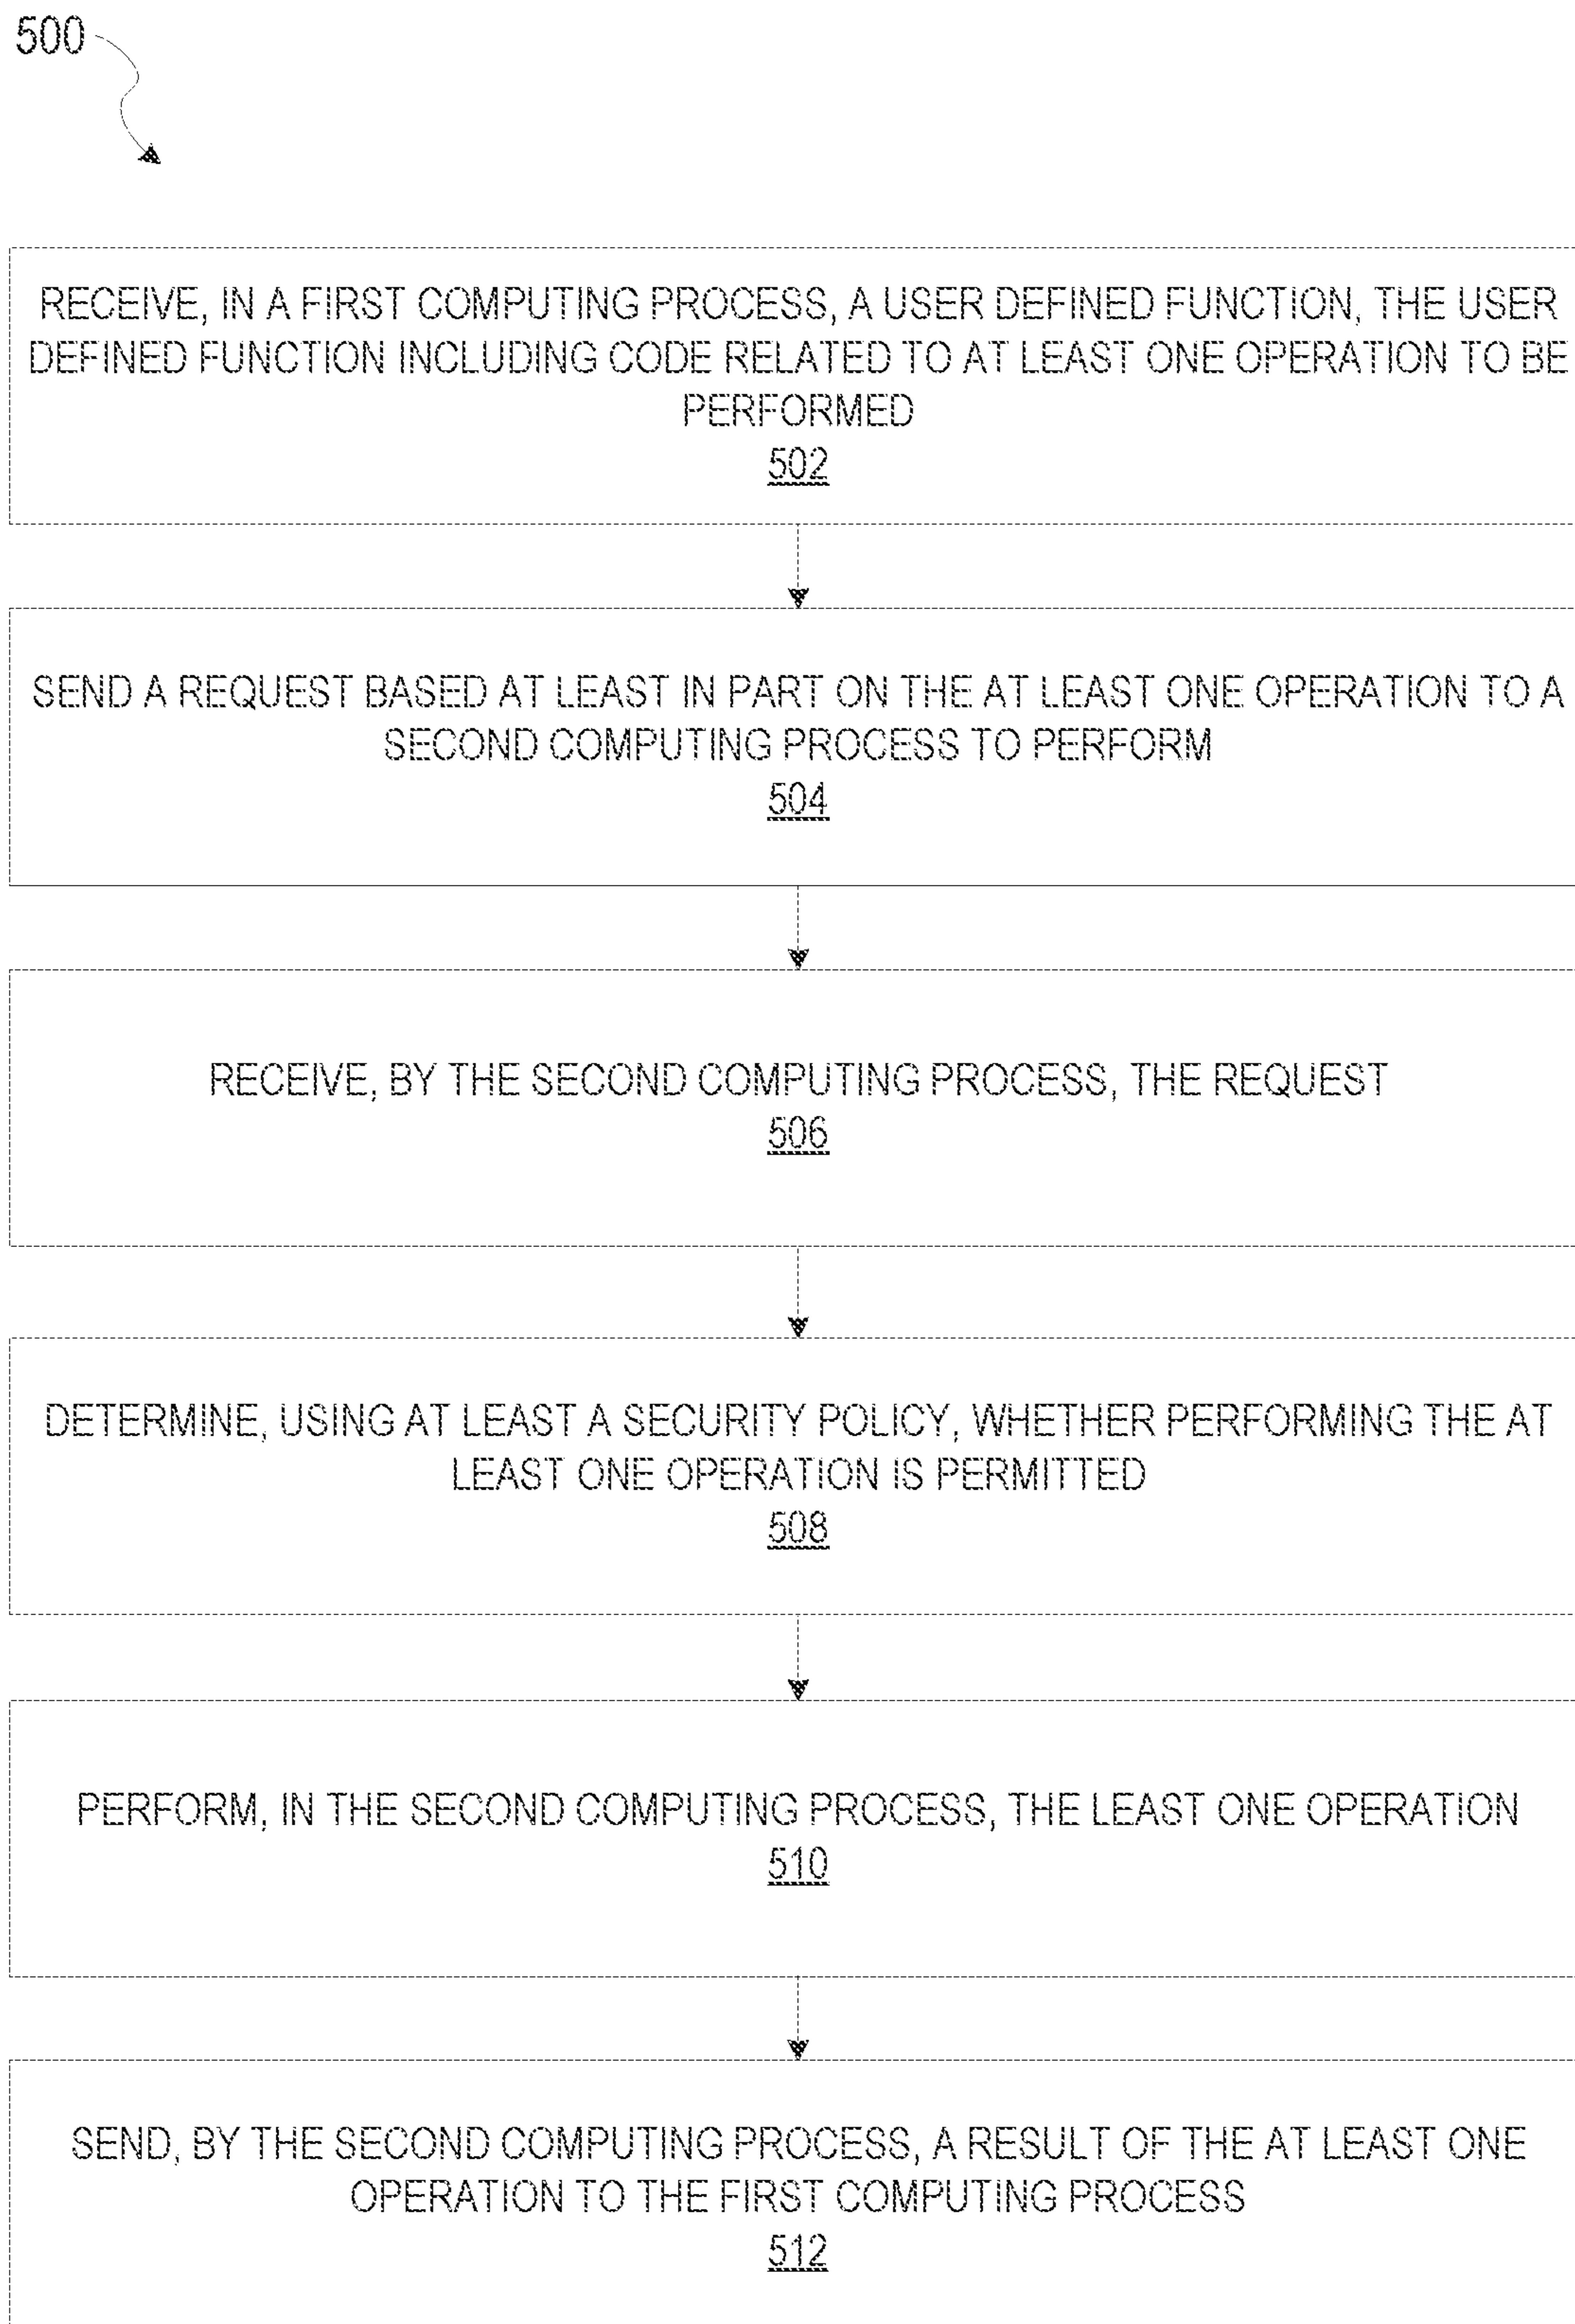 500
RECEIVE, IN A FIRST COMPUTING PROCESS, A USER DEFINED FUNCTION, THE USER
DEFINED FUNCTION INCLUDING CODE RELATED TO AT LEAST ONE OPERATION TO BE
PERFORMED
502
SEND A REQUEST BASED AT LEAST IN PART ON THE AT LEAST ONE OPERATION TO A
SECOND COMPUTING PROCESS TO PERFORM
504
RECEIVE, BY THE SECOND COMPUTING PROCESS, THE REQUEST
506
DETERMINE, USING AT LEAST A SECURITY POLICY, WHETHER PERFORMING THE AT
LEAST ONE OPERATION IS PERMITTED
508
PERFORM, IN THE SECOND COMPUTING PROCESS, THE LEAST ONE OPERATION
510
SEND, BY THE SECOND COMPUTING PROCESS, A RESULT OF THE AT LEAST ONE
OPERATION TO THE FIRST COMPUTING PROCESS
512